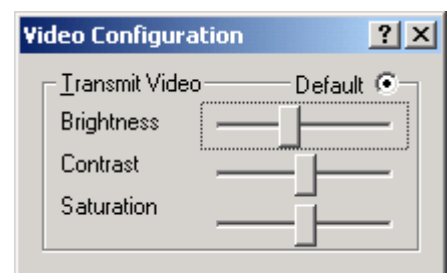 Video Configuration ? ×
Transmit Video Default
Brightness
Contrast
Saturation